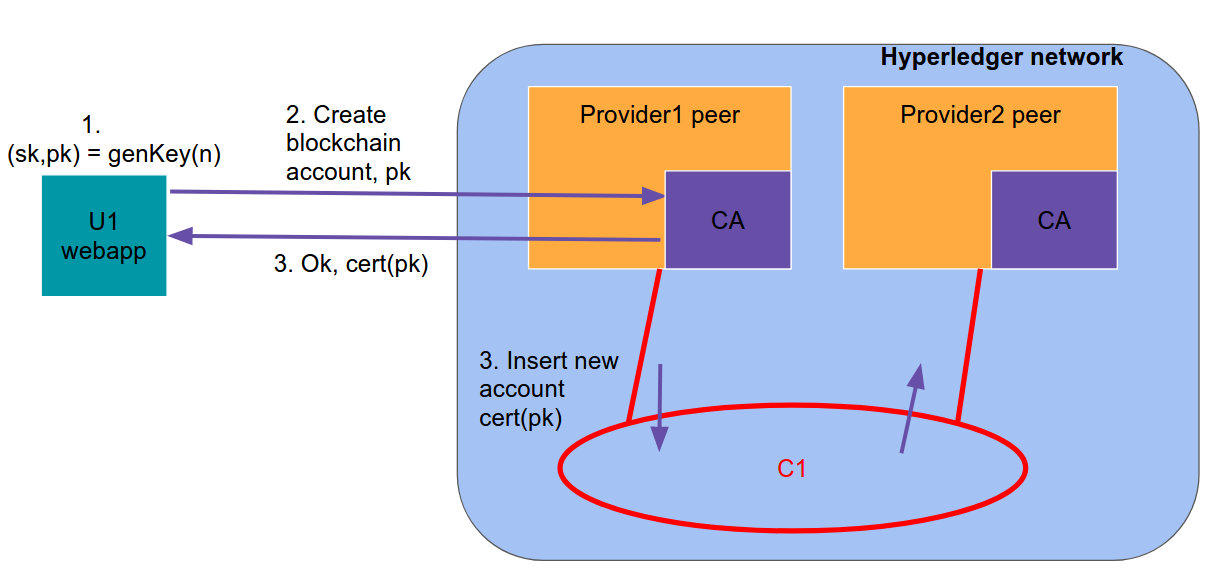 Hyperledger network
1.
(sk,pk) = genKey(n)
2. Create
blockchain
account, pk
U1
webapp
3. Ok, cert(pk)
Provider1 peer
CA
Provider2 peer
CA
3. Insert new
account
cert(pk)
C1